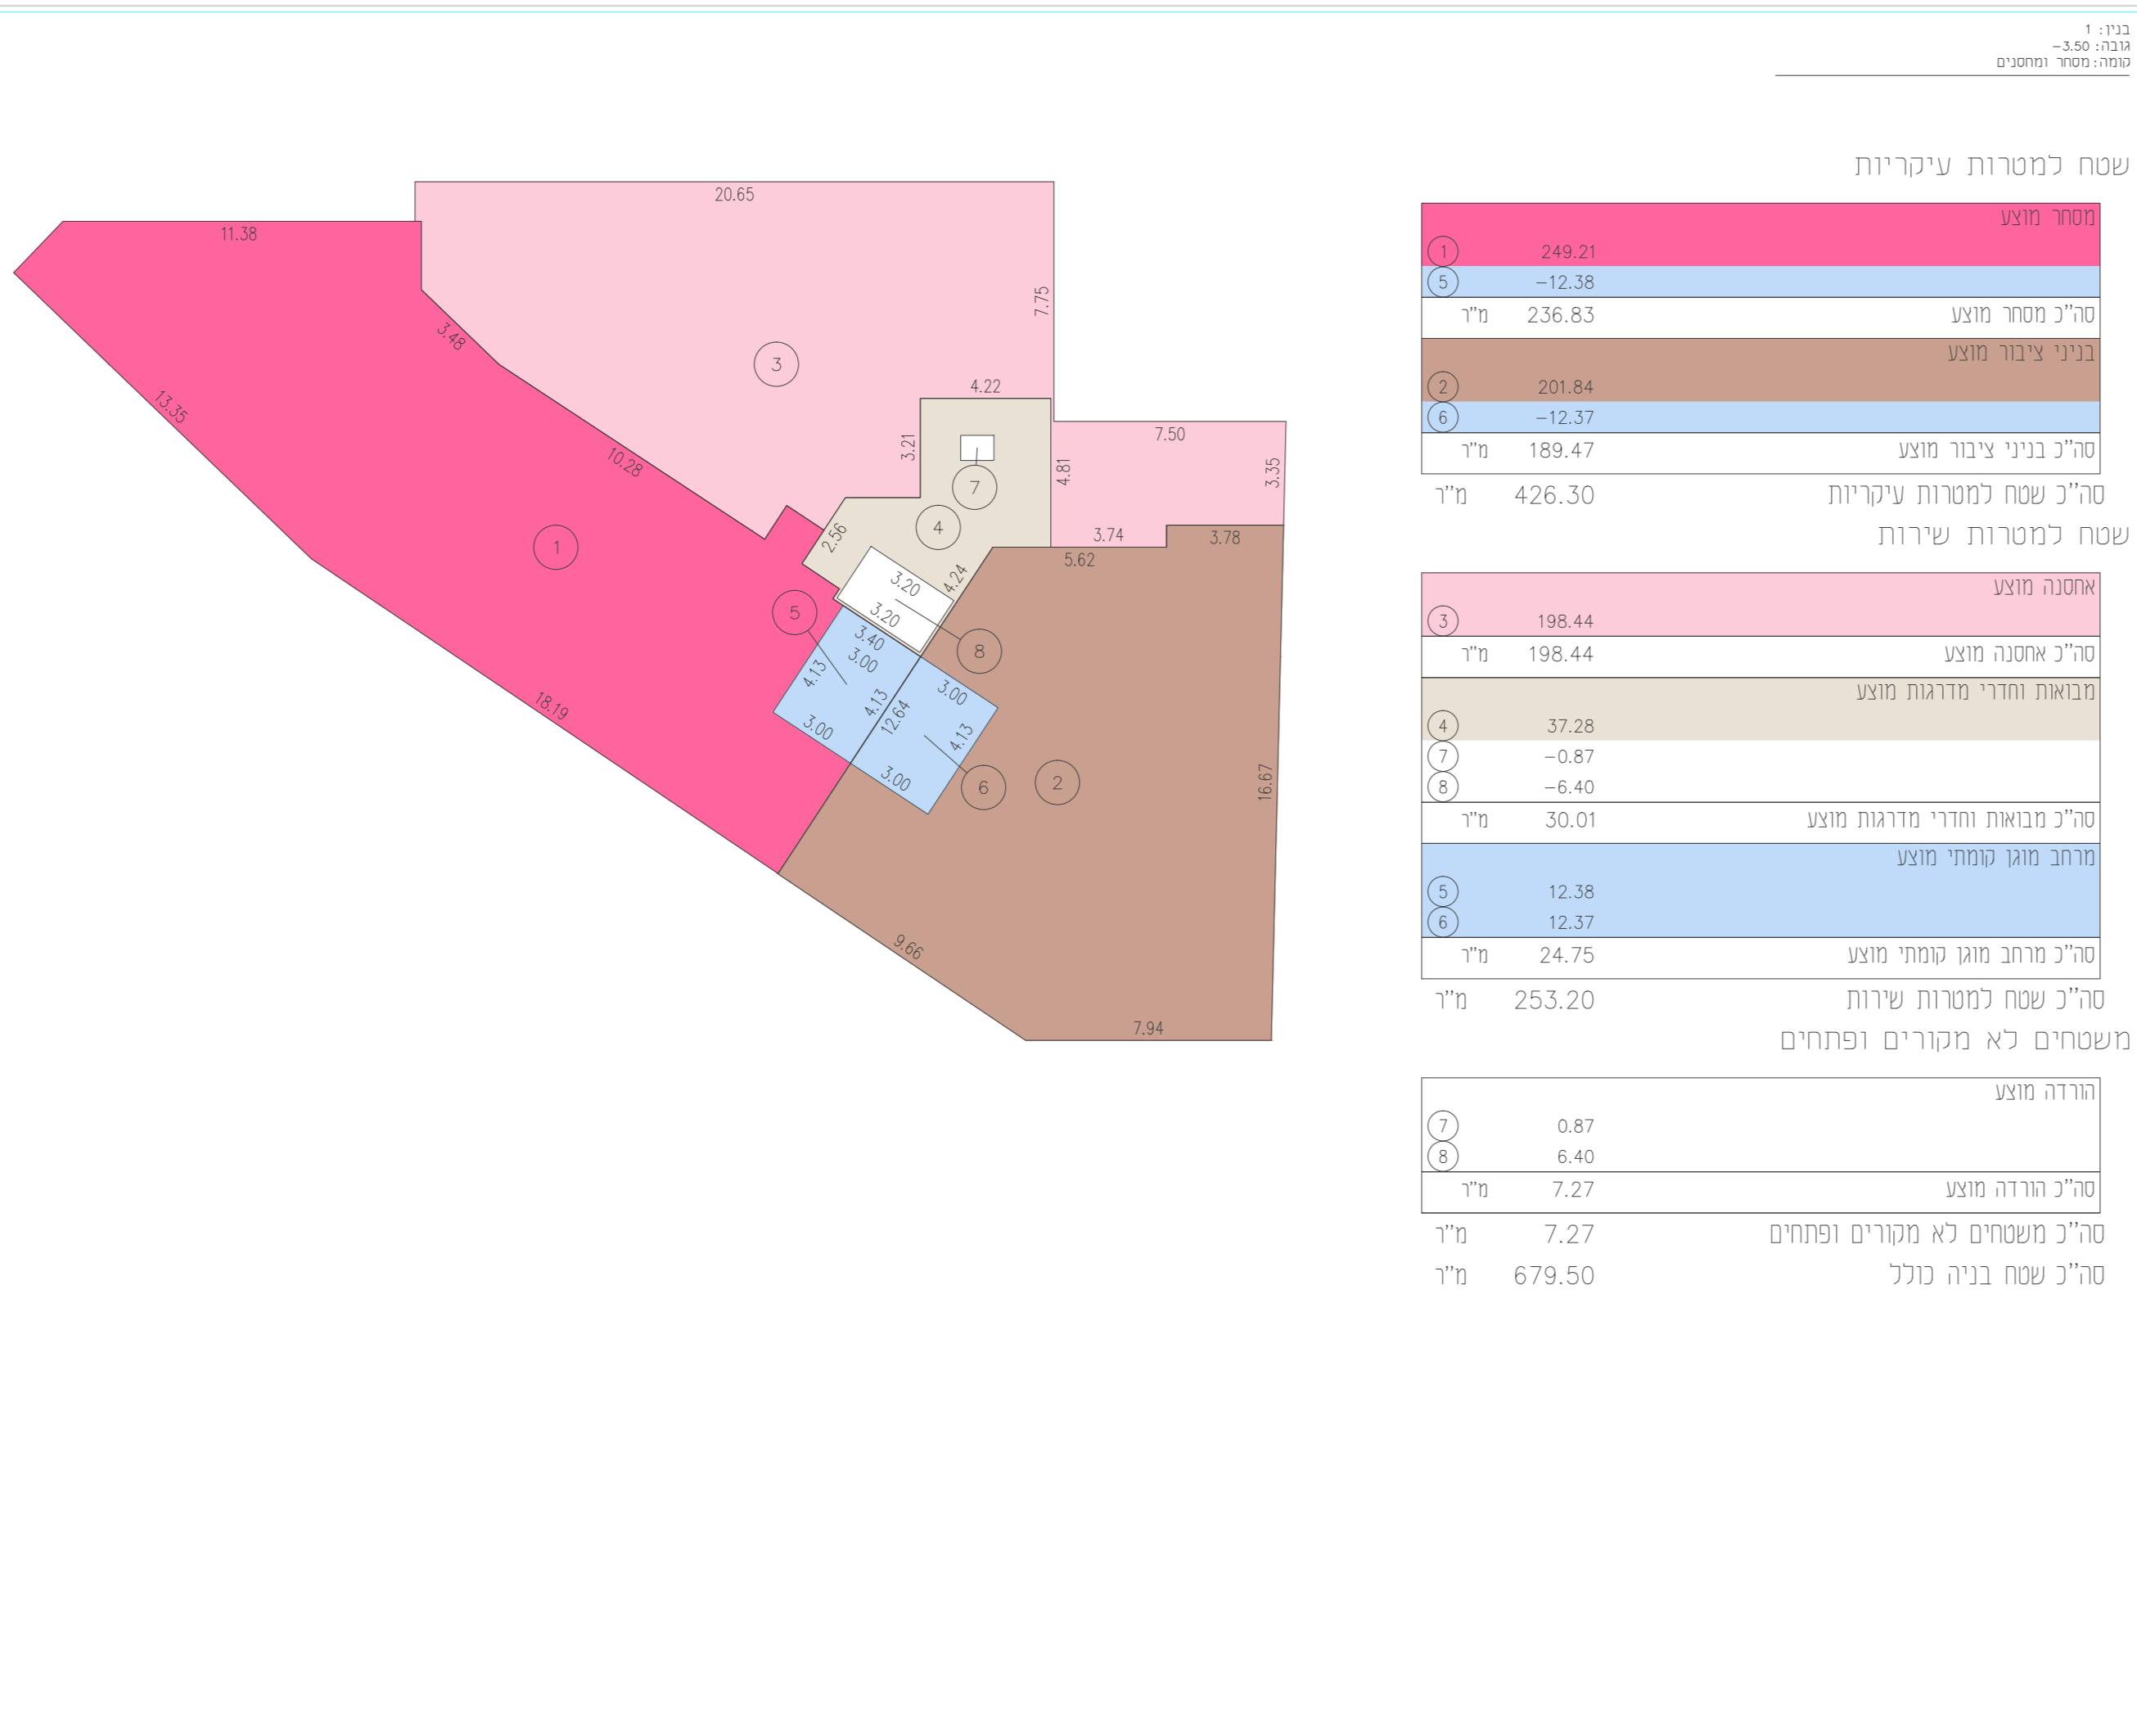 בנין: 1
גובה: -3.50
קומה: מסחר ומחסנים
שטח למטרות עיקריות
מסחר מוצע
1 249.21
5 -12.38
סה"כ מסחר מוצע 236.83 מ"ר
בניני ציבור מוצע
2 201.84
6 -12.37
סה"כ בניני ציבור מוצע 189.47 מ"ר
סה"כ שטח למטרות עיקריות 426.30 מ"ר
שטח למטרות שירות
אחסנה מוצע
3 198.44
סה"כ אחסנה מוצע 198.44 מ"ר
מבואות וחדרי מדרגות מוצע
4 37.28
7 -0.87
8 -6.40
סה"כ מבואות וחדרי מדרגות מוצע 30.01 מ"ר
מרחב מוגן קומתי מוצע
5 12.38
6 12.37
סה"כ מרחב מוגן קומתי מוצע 24.75 מ"ר
סה"כ שטח למטרות שירות 253.20 מ"ר
משטחים לא מקורים ופתחים
הורדה מוצע
7 0.87
8 6.40
סה"כ הורדה מוצע 7.27 מ"ר
סה"כ משטחים לא מקורים ופתחים 7.27 מ"ר
סה"כ שטח בניה כולל 679.50 מ"ר
20.65
11.38
7.75
3.48
3
4.22
13.35
7.50
3.21
4.81
3.35
10.28
7
4
2.56
3.74
3.78
1
5.62
4.24
3.20
3.20
5
3.40
8
3.00
4.13
3.00
4.13
12.64
18.19
3.00
4.13
3.00
6
2
16.67
9.66
7.94